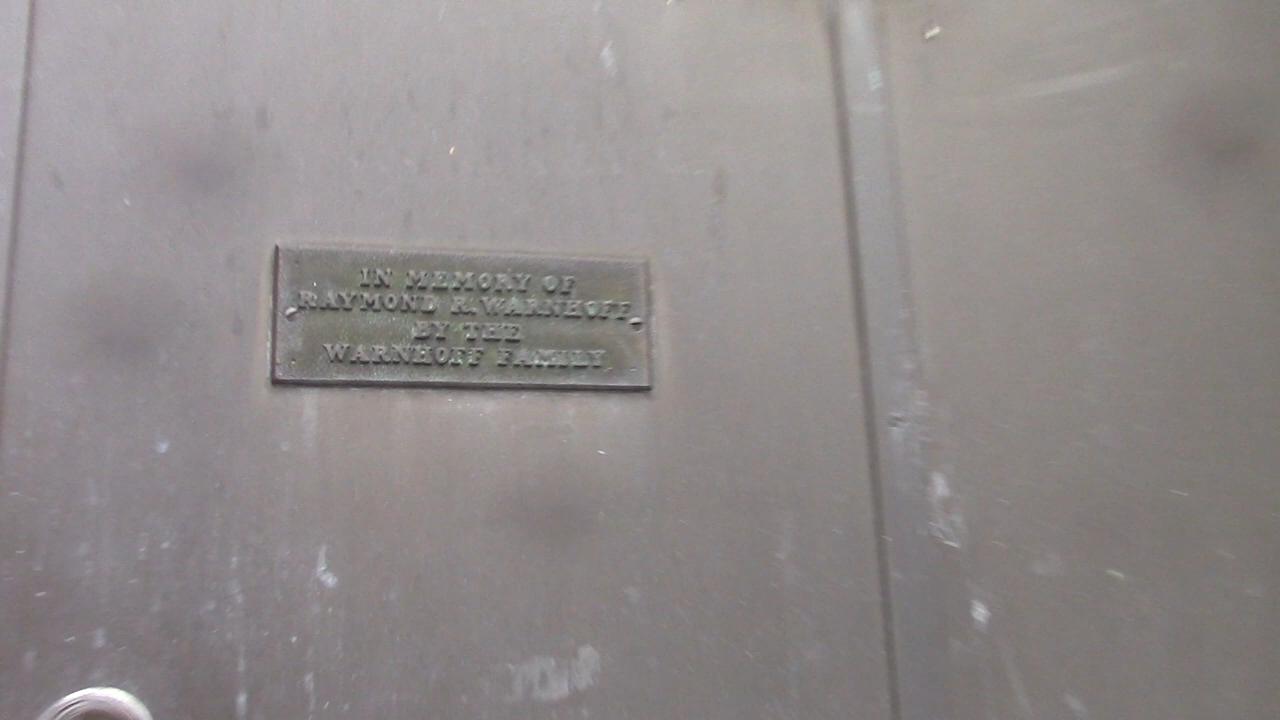 IN MEMORY OF
RAYMOND R. WARNHOFF
BY THE
WARNHOFF FAMILY